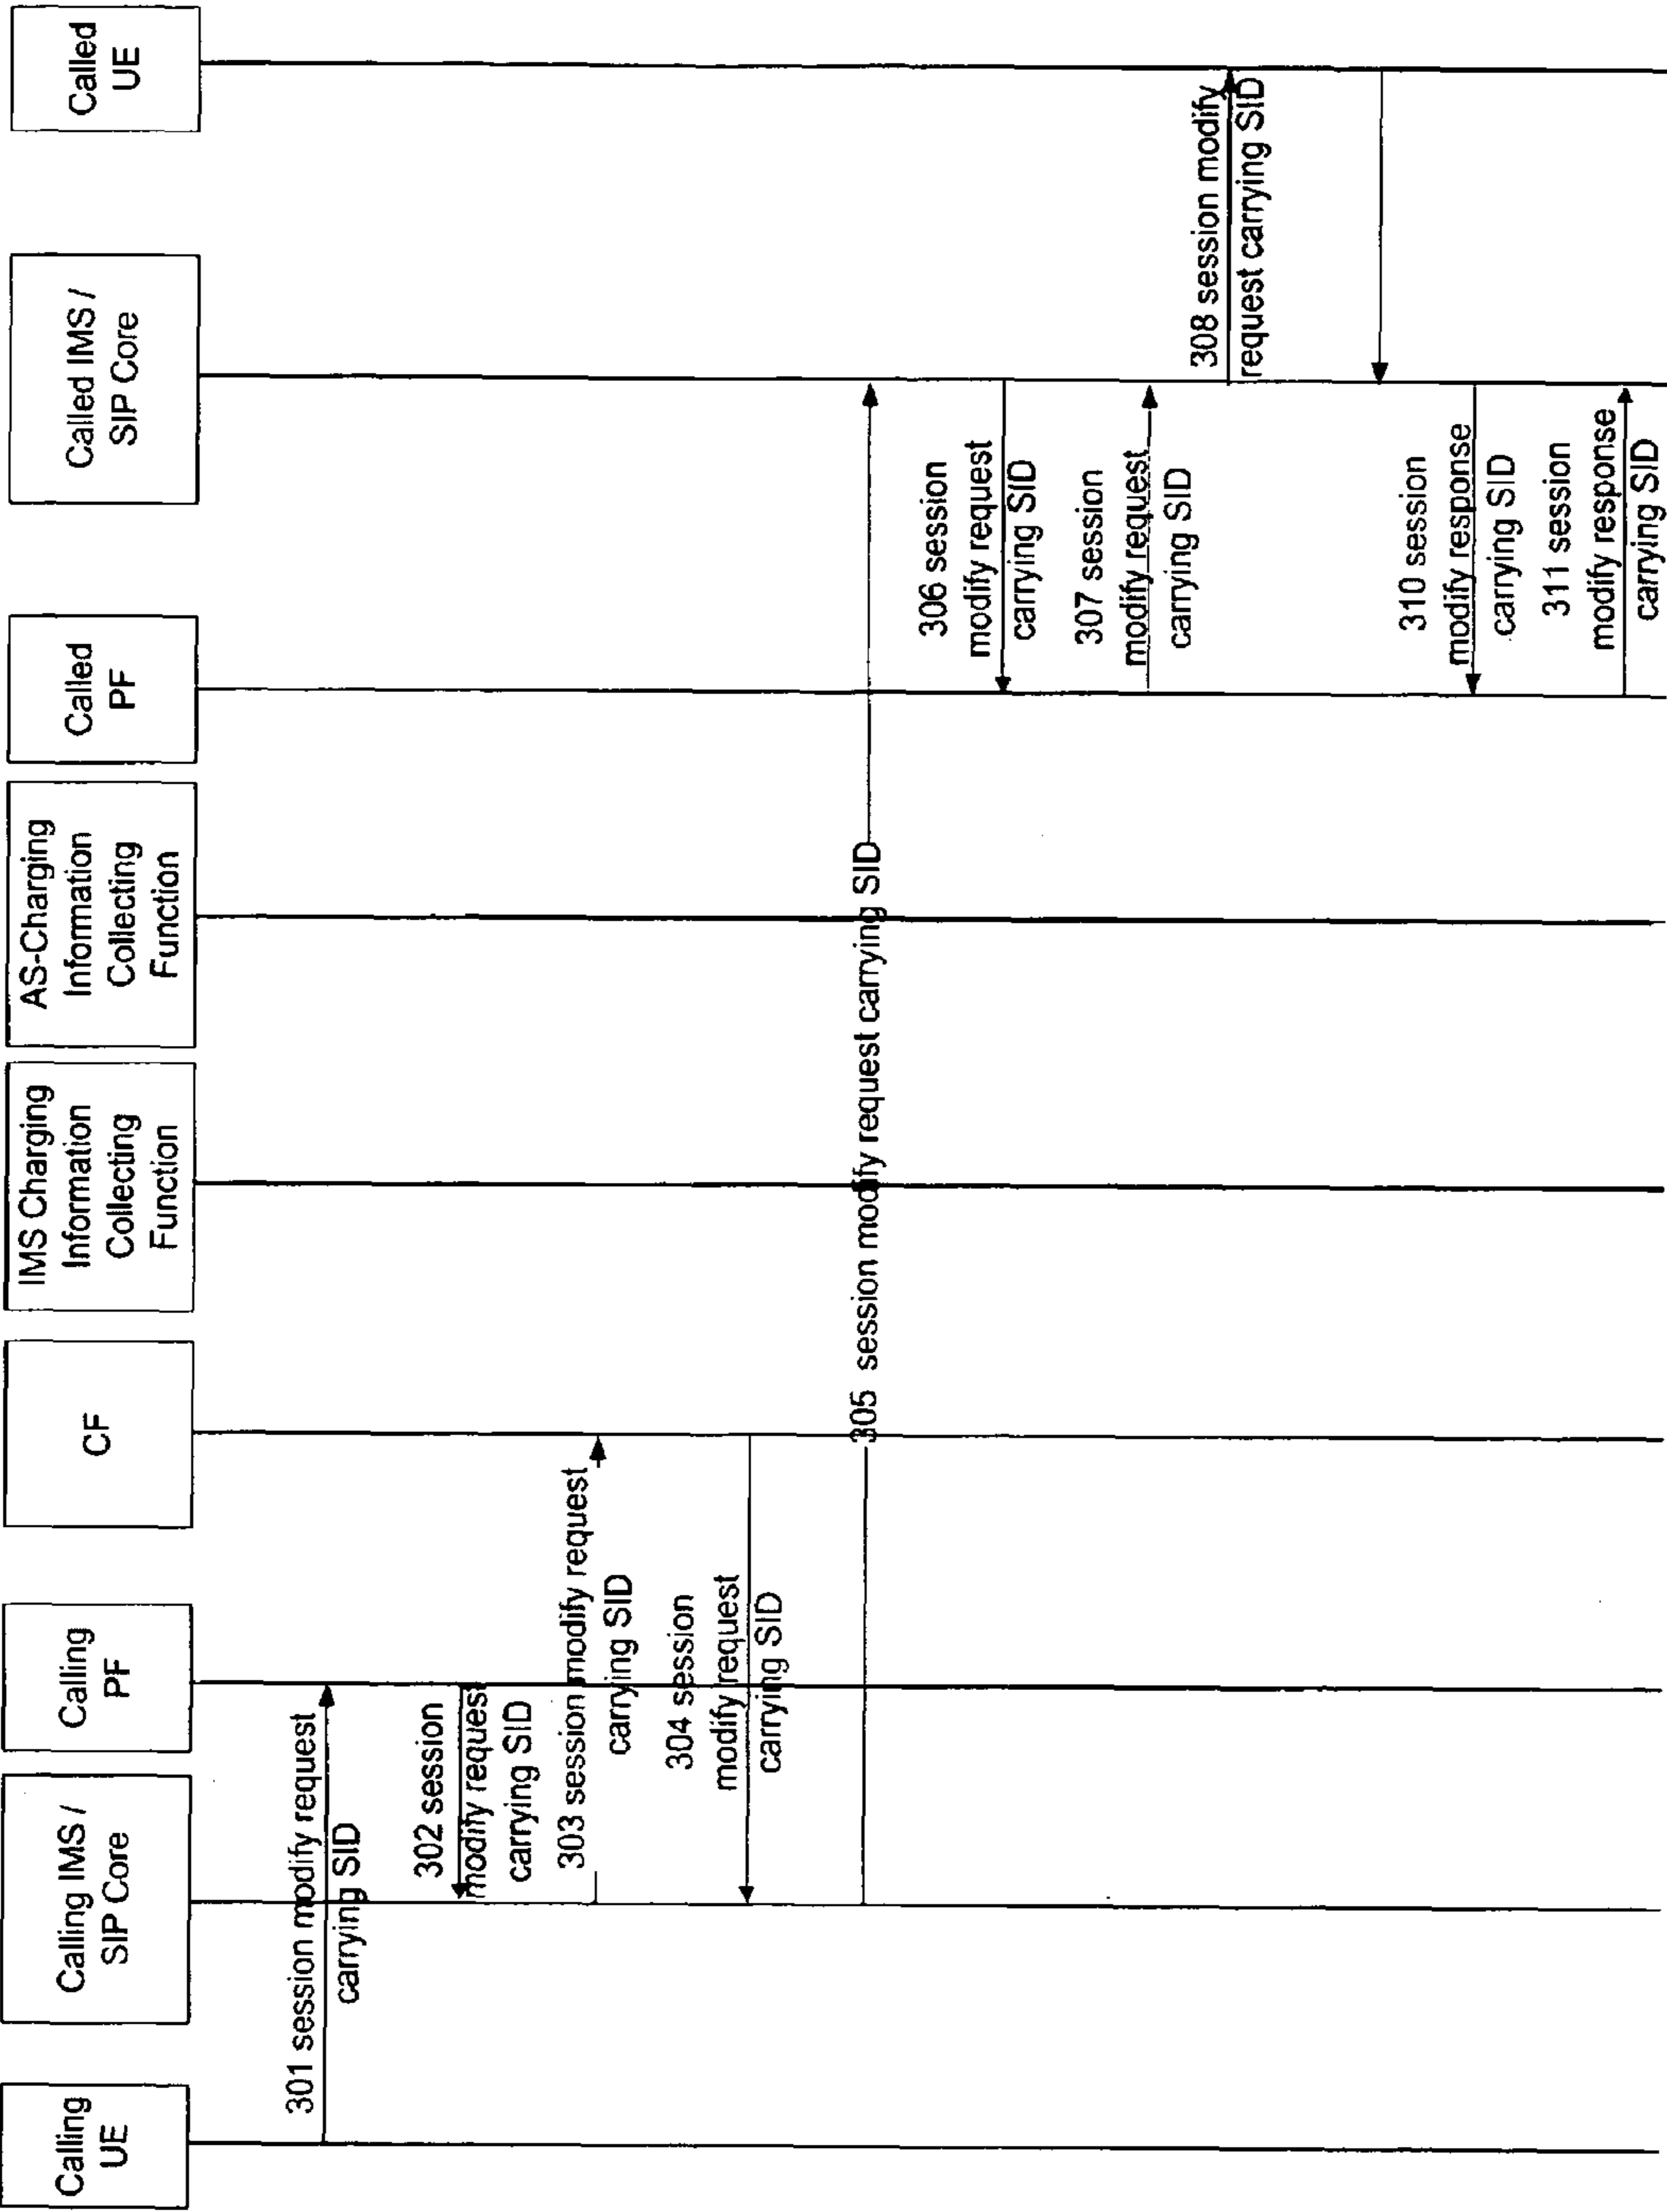 Calling
UE
Calling IMS /
SIP Core
Calling
PF
CF
IMS Charging
Information
Collecting
Function
AS-Charging
Information
Collecting
Function
Called
PF
Called IMS /
SIP Core
Called
UE
301 session modify request
carrying SID
302 session
modify request
carrying SID
303 session modify request
carrying SID
304 session
modify request
carrying SID
305 session modify request carrying SID
306 session
modify request
carrying SID
307 session
modify request
carrying SID
308 session modify
request carrying SID
310 session
modify response
carrying SID
311 session
modify response
carrying SID